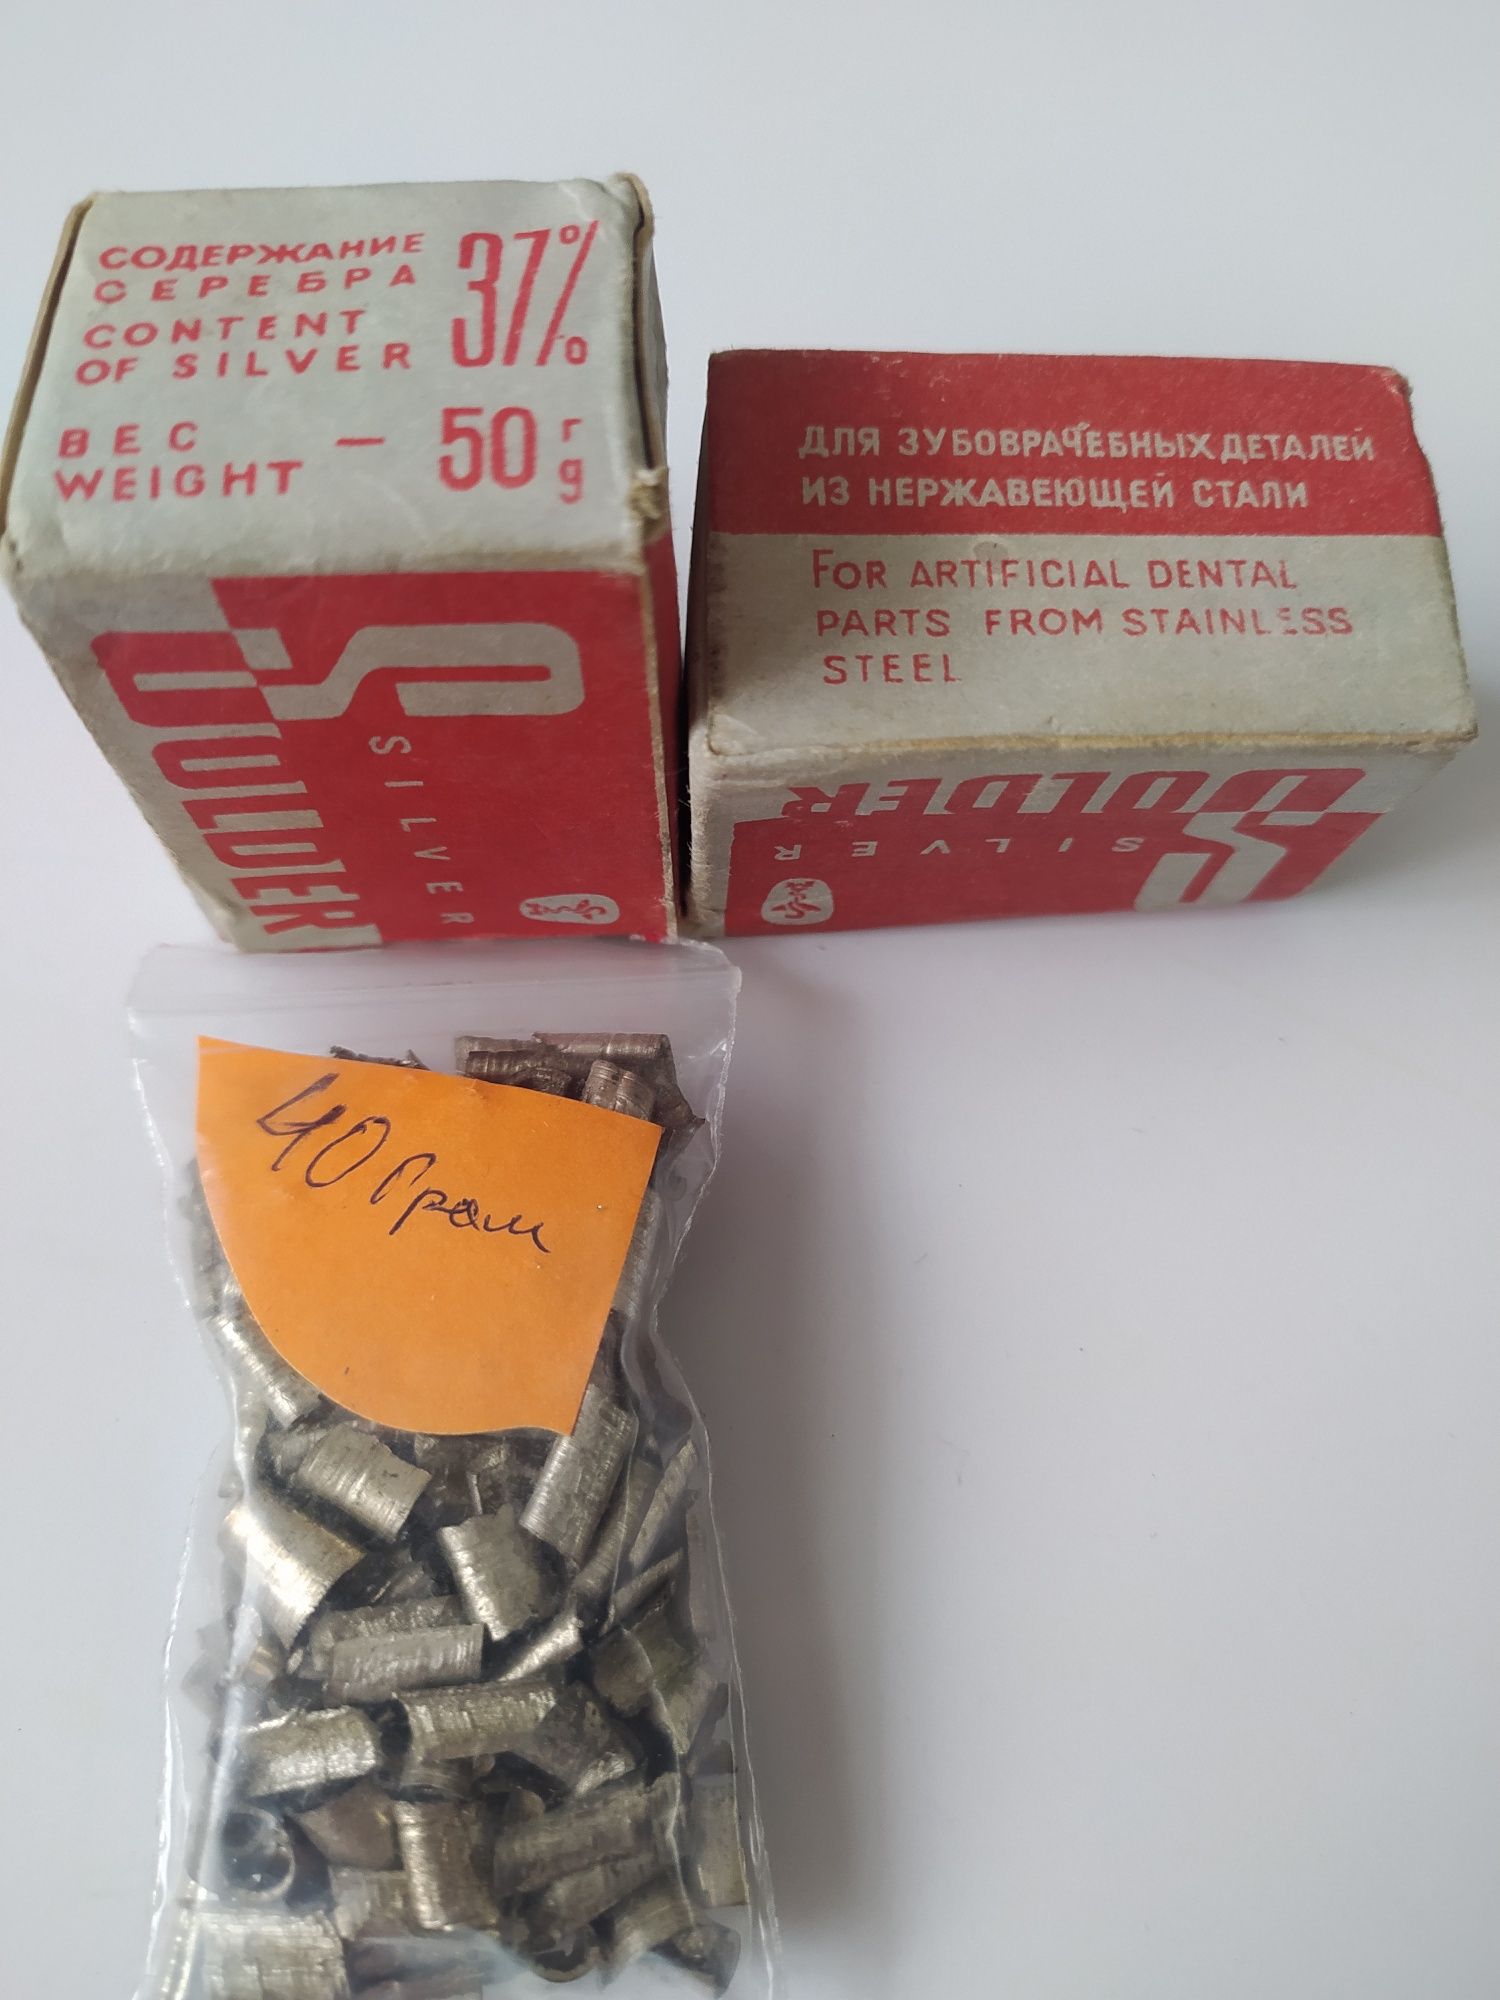 СОДЕРЖАНИЕ
СЕРЕБРА
CONTENT
OF SILVER
37%
ВЕС
WEIGHT
— 50 г
g
SOLDER
SILVER
ДЛЯ ЗУБОВРАЧЕБНЫХ ДЕТАЛЕЙ
ИЗ НЕРЖАВЕЮЩЕЙ СТАЛИ
FOR ARTIFICIAL DENTAL
PARTS FROM STAINLESS
STEEL
SOLDER
SILVER
40 Грам